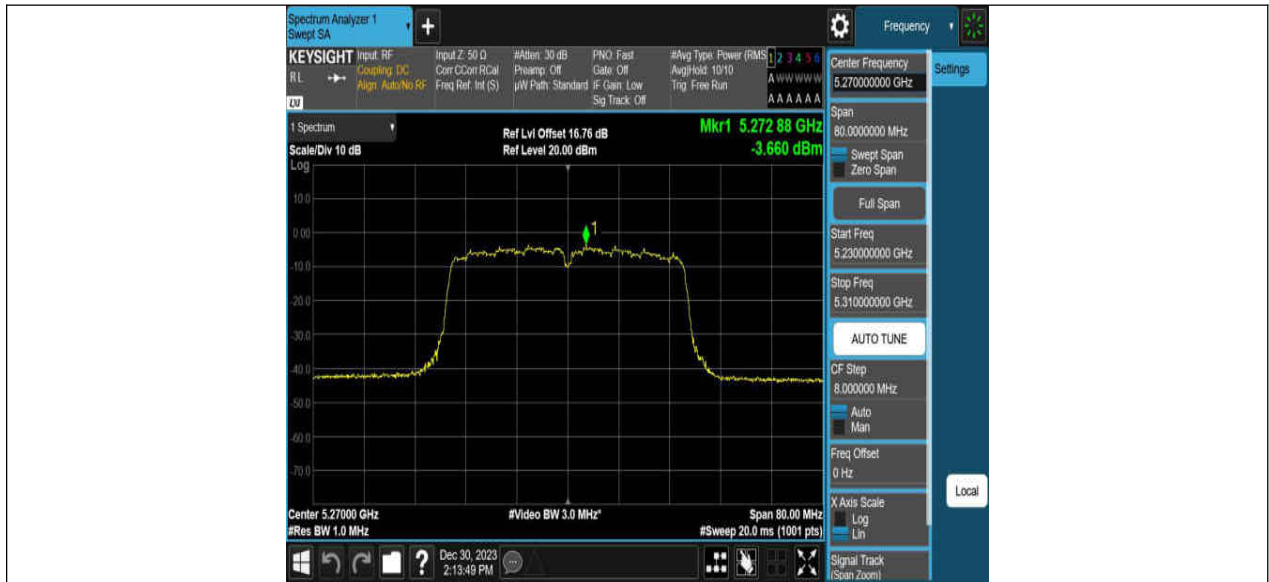 Spectrum Analyzer 1
Swept SA
+
Frequency
KEYSIGHT
RL
LXI
Input: RF
Coupling: DC
Align: Auto/No RF
Input Z: 50 Ω
Corr CCorr RCal
Freq Ref: Int (S)
#Atten: 30 dB
Preamp: Off
µW Path: Standard
PNO: Fast
Gate: Off
IF Gain: Low
Sig Track: Off
#Avg Type: Power (RMS
Avg|Hold: 10/10
Trig: Free Run
1 2 3 4 5 6
A W W W W W
A A A A A A
1 Spectrum
Scale/Div 10 dB
Ref Lvl Offset 16.76 dB
Ref Level 20.00 dBm
Mkr1 5.272 88 GHz
-3.660 dBm
Log
10.0
0.00
-10.0
-20.0
-30.0
-40.0
-50.0
-60.0
-70.0
1
Center 5.27000 GHz
#Res BW 1.0 MHz
#Video BW 3.0 MHz*
Span 80.00 MHz
#Sweep 20.0 ms (1001 pts)
Center Frequency
5.270000000 GHz
Settings
Span
80.0000000 MHz
Swept Span
Zero Span
Full Span
Start Freq
5.230000000 GHz
Stop Freq
5.310000000 GHz
AUTO TUNE
CF Step
8.000000 MHz
Auto
Man
Freq Offset
0 Hz
X Axis Scale
Log
Lin
Signal Track
(Span Zoom)
Local
?
Dec 30, 2023
2:13:49 PM